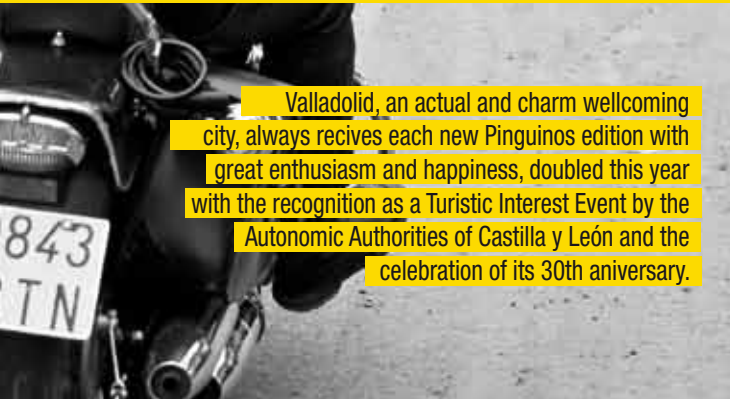 Valladolid, an actual and charm wellcoming
city, always recives each new Pinguinos edition with
great enthusiasm and happiness, doubled this year
with the recognition as a Turistic Interest Event by the
Autonomic Authorities of Castilla y León and the
celebration of its 30th aniversary.
843
TN